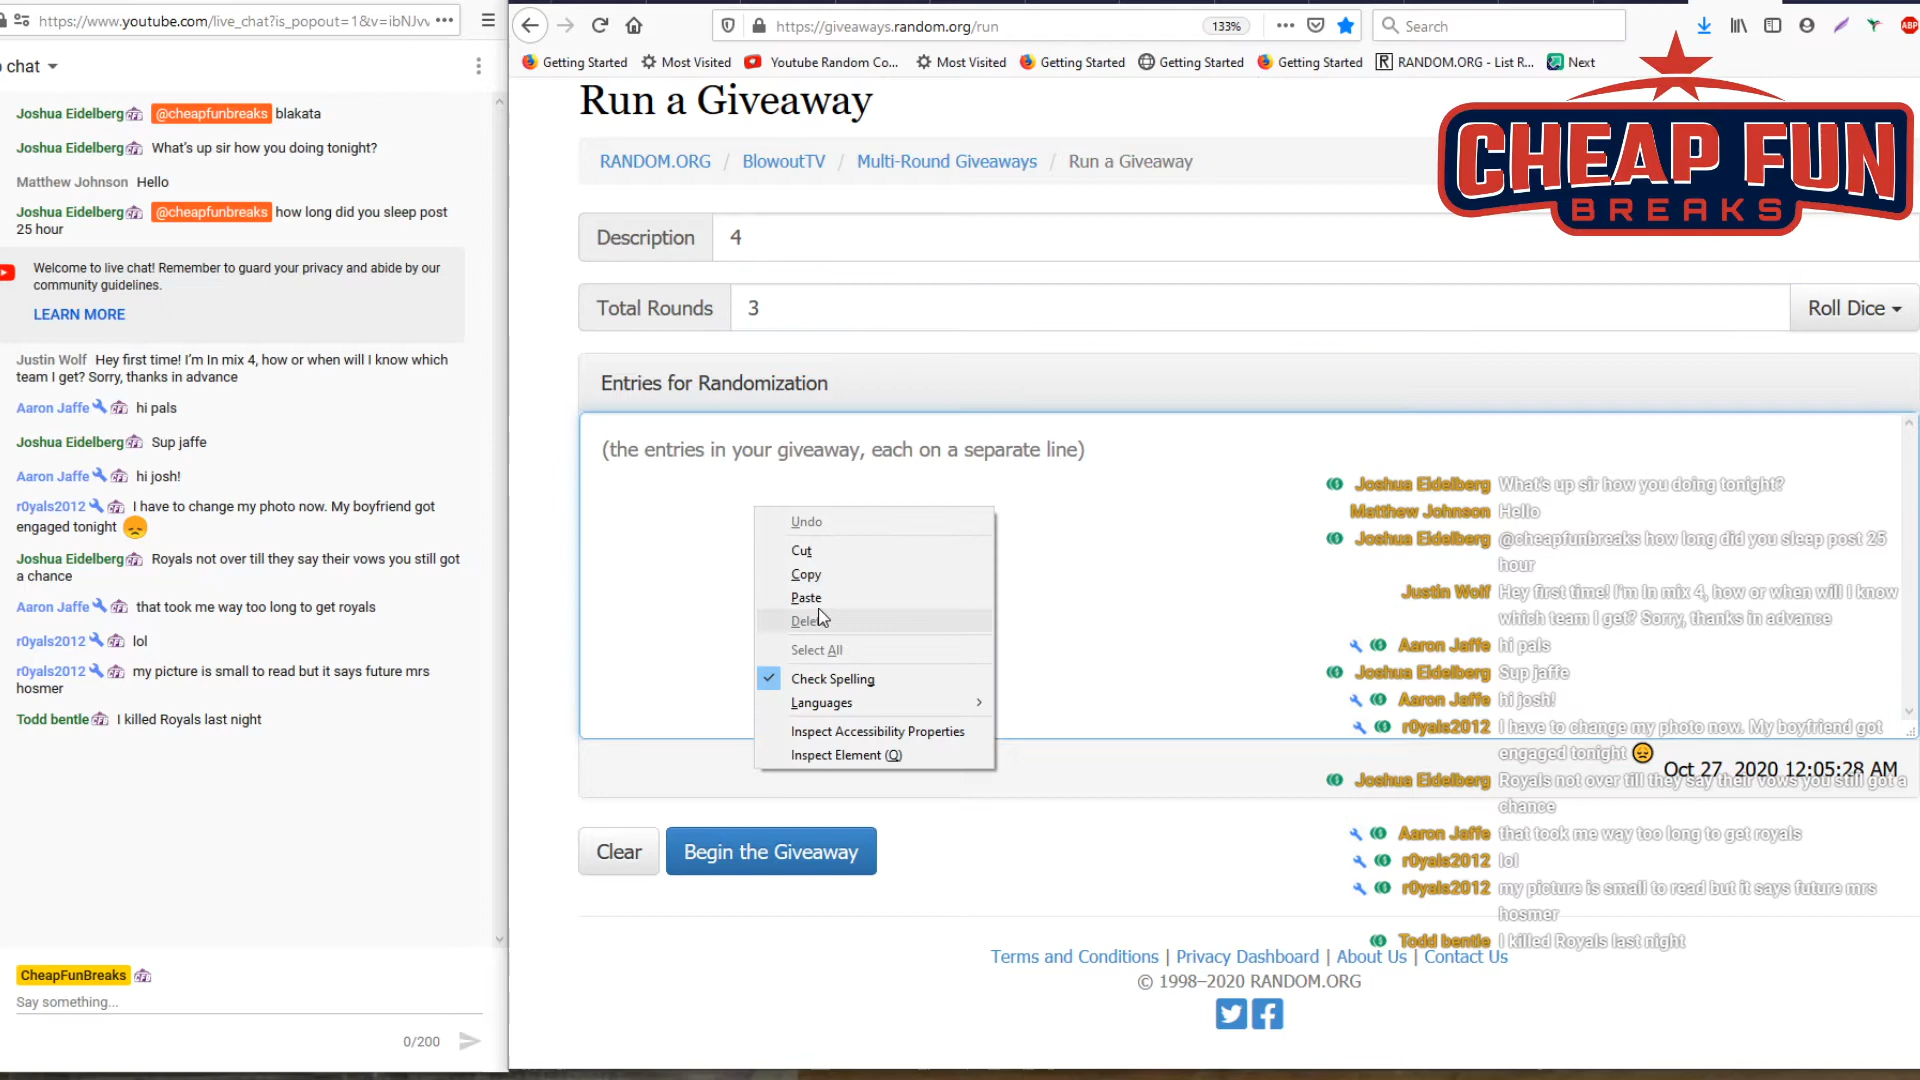 https://www.youtube.com/live_chat?is_popout=1&v=ibNJv
chat
Joshua Eidelberg @cheapfunbreaks blakata
Joshua Eidelberg What's up sir how you doing tonight?
Matthew Johnson Hello
Joshua Eidelberg @cheapfunbreaks how long did you sleep post
25 hour
Welcome to live chat! Remember to guard your privacy and abide by our
community guidelines.
LEARN MORE
Justin Wolf Hey first time! I'm In mix 4, how or when will I know which
team I get? Sorry, thanks in advance
Aaron Jaffe hi pals
Joshua Eidelberg Sup jaffe
Aaron Jaffe hi josh!
r0yals2012 I have to change my photo now. My boyfriend got
engaged tonight
Joshua Eidelberg Royals not over till they say their vows you still got
a chance
Aaron Jaffe that took me way too long to get royals
r0yals2012 lol
r0yals2012 my picture is small to read but it says future mrs
hosmer
Todd bentle I killed Royals last night
CheapFunBreaks
Say something...
0/200
https://giveaways.random.org/run
133%
Search
ABP
Getting Started
Most Visited
Youtube Random Co...
Most Visited
Getting Started
Getting Started
Getting Started
RANDOM.ORG - List R...
Next
Run a Giveaway
CHEAP FUN
BREAKS
RANDOM.ORG / BlowoutTV / Multi-Round Giveaways / Run a Giveaway
Description 4
Total Rounds 3 Roll Dice
Entries for Randomization
(the entries in your giveaway, each on a separate line)
Undo
Cut
Copy
Paste
Delete
Select All
Check Spelling
Languages
Inspect Accessibility Properties
Inspect Element (Q)
Joshua Eidelberg What's up sir how you doing tonight?
Matthew Johnson Hello
Joshua Eidelberg @cheapfunbreaks how long did you sleep post 25
hour
Justin Wolf Hey first time! I'm In mix 4, how or when will I know
which team I get? Sorry, thanks in advance
Aaron Jaffe hi pals
Joshua Eidelberg Sup jaffe
Aaron Jaffe hi josh!
r0yals2012 I have to change my photo now. My boyfriend got
engaged tonight
Oct 27, 2020 12:05:28 AM
Joshua Eidelberg Royals not over till they say their vows you still got a
chance
Aaron Jaffe that took me way too long to get royals
r0yals2012 lol
r0yals2012 my picture is small to read but it says future mrs
hosmer
Todd bentle I killed Royals last night
Clear
Begin the Giveaway
Terms and Conditions | Privacy Dashboard | About Us | Contact Us
© 1998–2020 RANDOM.ORG